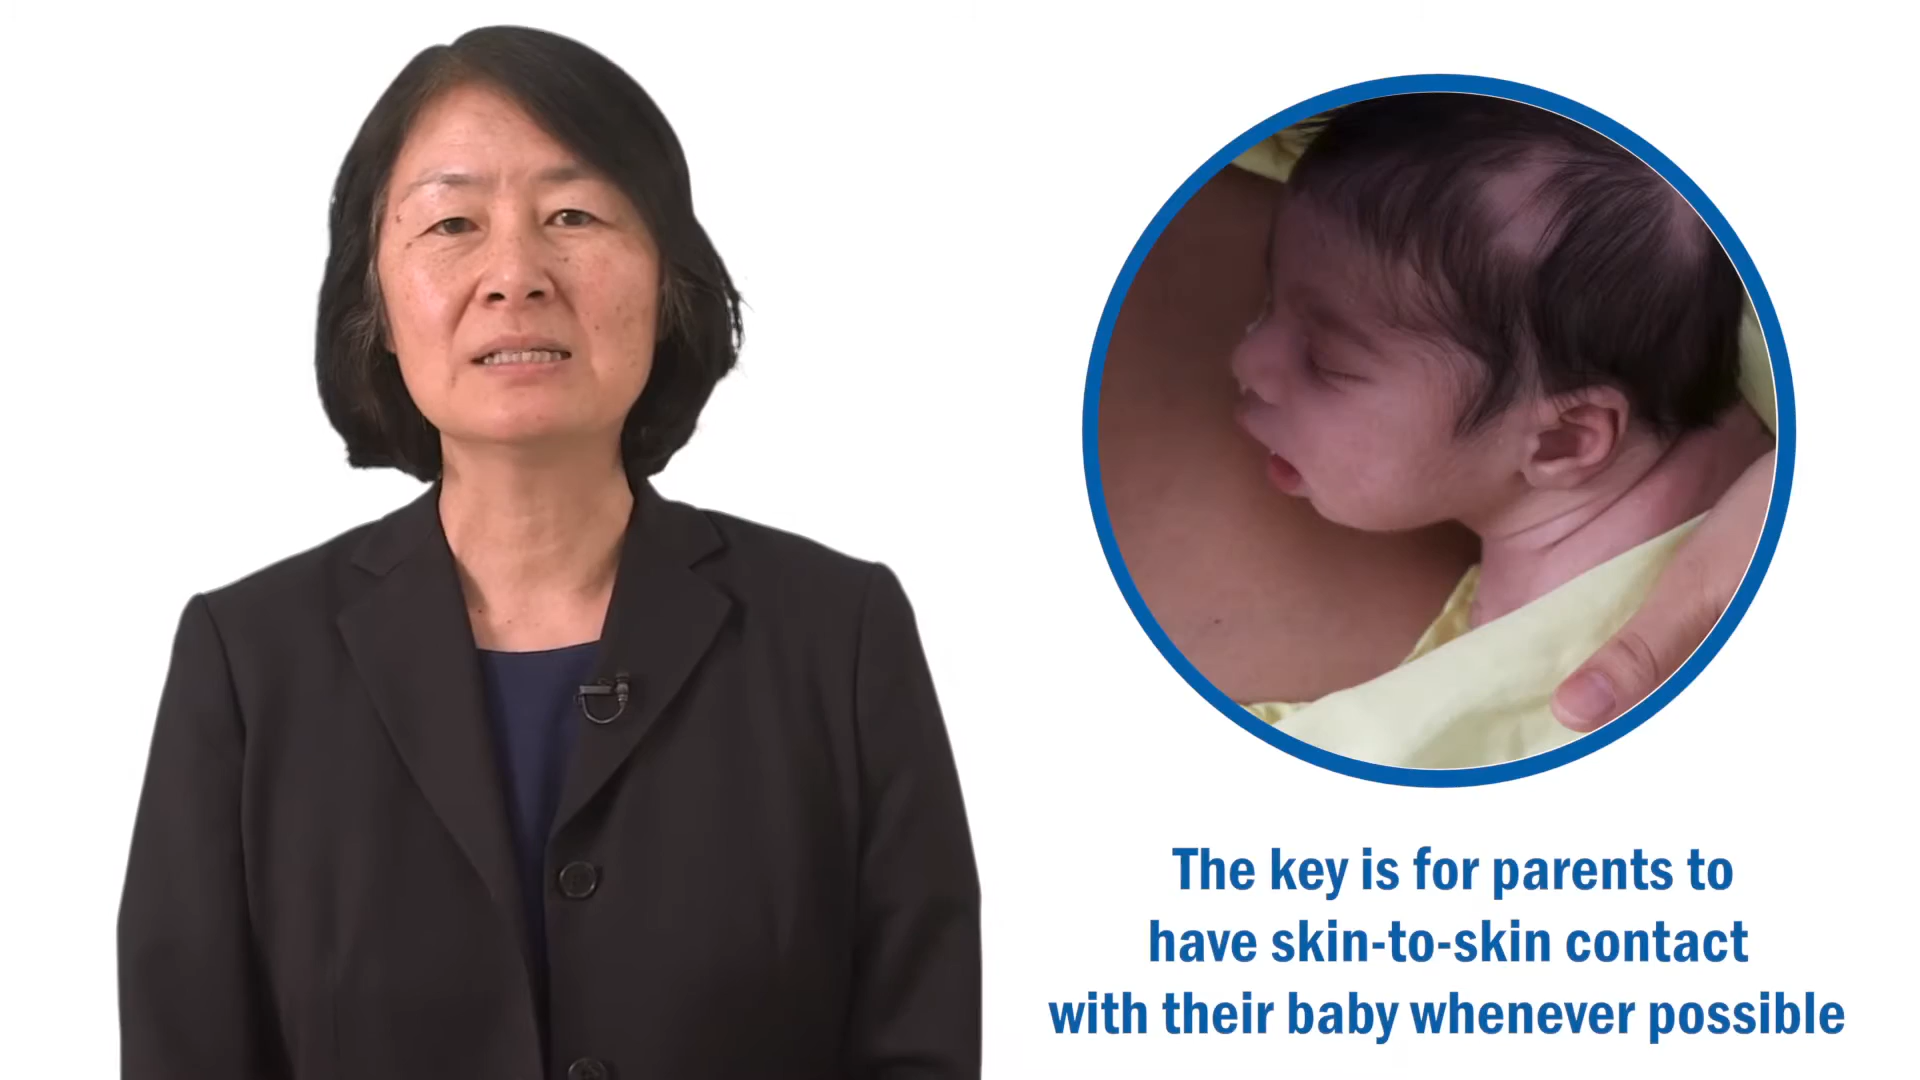 The key is for parents to
have skin-to-skin contact
with their baby whenever possible